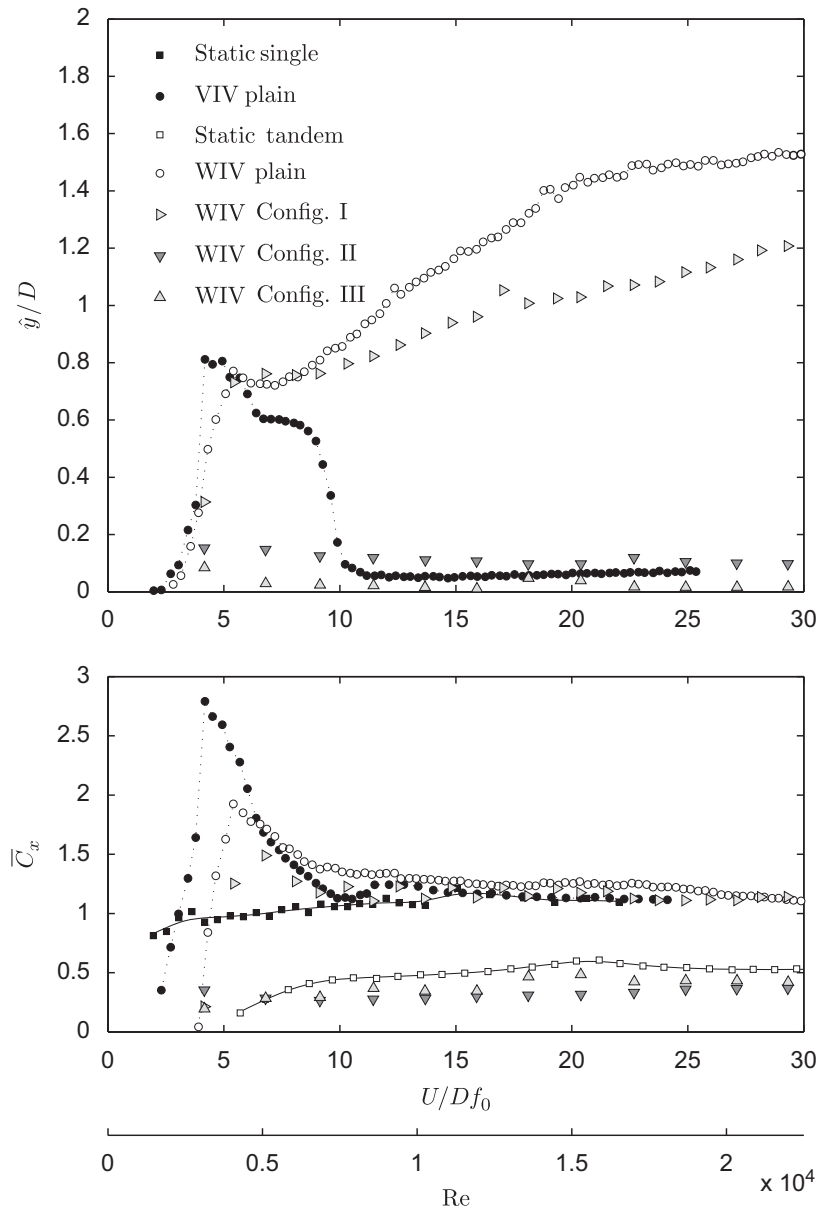 2
1.8
1.6
1.4
1.2
1
0.8
0.6
0.4
0.2
0
ŷ/D
Static single
VIV plain
Static tandem
WIV plain
WIV Config. I
WIV Config. II
WIV Config. III
0 5 10 15 20 25 30
3
2.5
2
1.5
1
0.5
0
C̅ₓ
0 5 10 15 20 25 30
U/Df₀
0 0.5 1 1.5 2
x 10⁴
Re